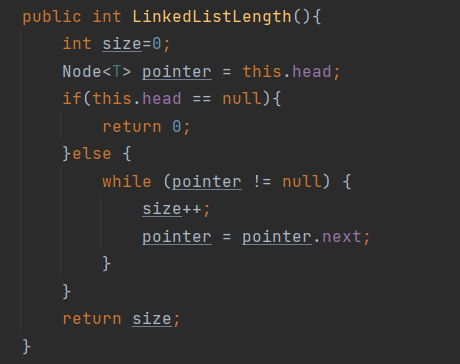 public int LinkedListLength(){
    int size=0;
    Node<T> pointer = this.head;
    if(this.head == null){
        return 0;
    }else {
        while (pointer != null) {
            size++;
            pointer = pointer.next;
        }
    }
    return size;
}